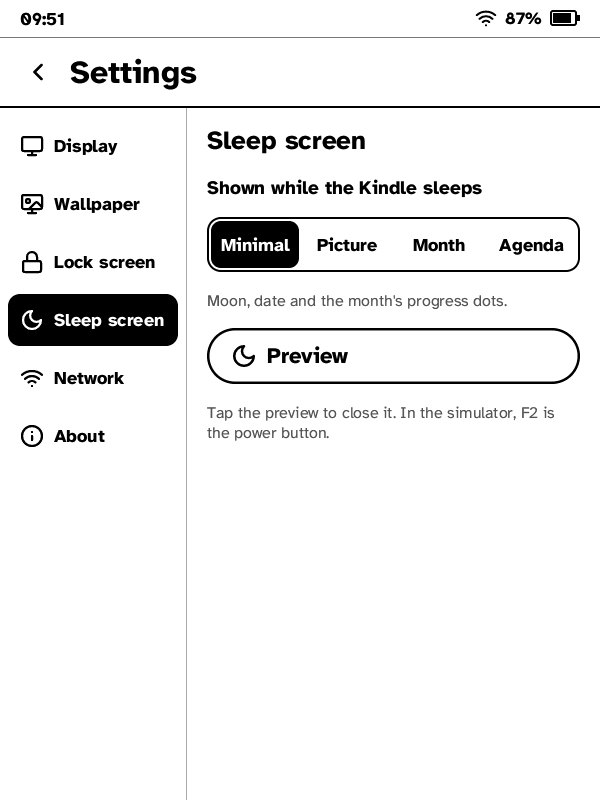 09:51
87%
Settings
Display
Wallpaper
Lock screen
Sleep screen
Network
About
Sleep screen
Shown while the Kindle sleeps
Minimal Picture Month Agenda
Moon, date and the month's progress dots.
Preview
Tap the preview to close it. In the simulator, F2 is
the power button.